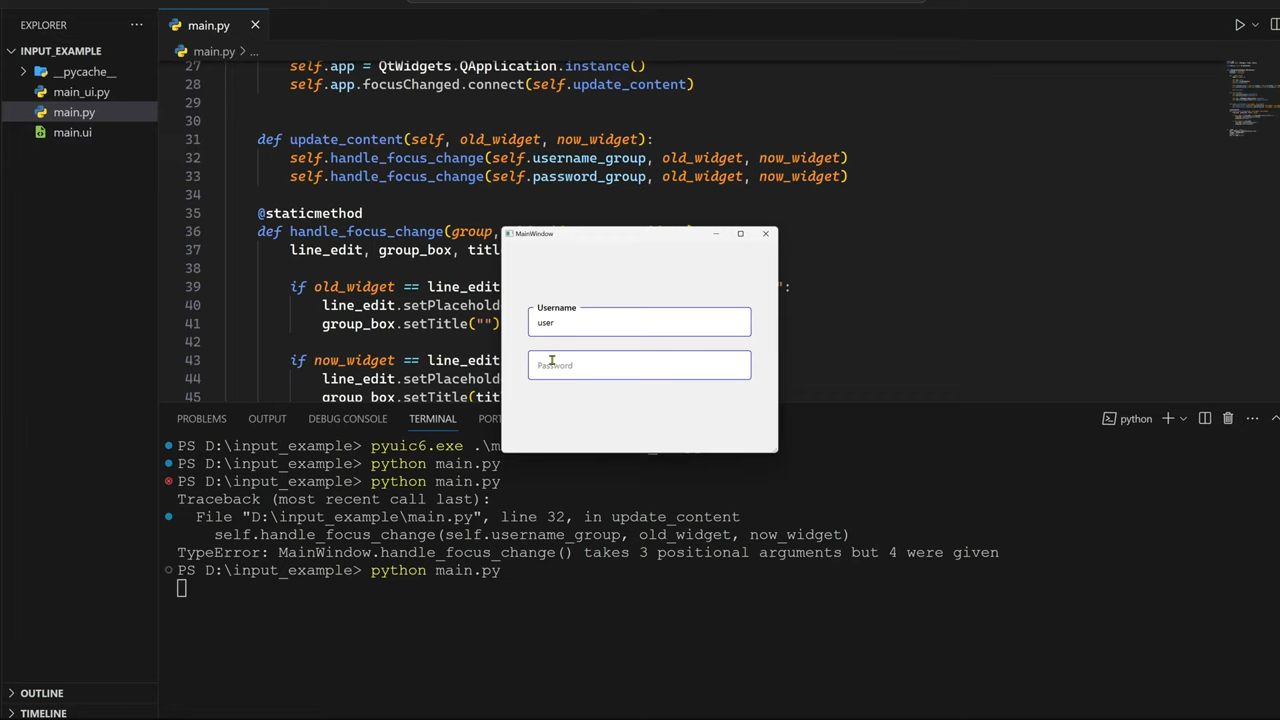 EXPLORER
INPUT_EXAMPLE
__pycache__
main_ui.py
main.py
main.ui
OUTLINE
TIMELINE
main.py
main.py > ...
27 self.app = QtWidgets.QApplication.instance()
28 self.app.focusChanged.connect(self.update_content)
29
30
31 def update_content(self, old_widget, now_widget):
32 self.handle_focus_change(self.username_group, old_widget, now_widget)
33 self.handle_focus_change(self.password_group, old_widget, now_widget)
34
35 @staticmethod
36 def handle_focus_change(group,
37 line_edit, group_box, titl
38
39 if old_widget == line_edit ":
40 line_edit.setPlacehold
41 group_box.setTitle("")
42
43 if now_widget == line_edit
44 line_edit.setPlacehold
45 group_box.setTitle(tit
MainWindow
Username
user
Password
PROBLEMS OUTPUT DEBUG CONSOLE TERMINAL POR
python
PS D:\input_example> pyuic6.exe .\m
PS D:\input_example> python main.py
PS D:\input_example> python main.py
Traceback (most recent call last):
File "D:\input_example\main.py", line 32, in update_content
self.handle_focus_change(self.username_group, old_widget, now_widget)
TypeError: MainWindow.handle_focus_change() takes 3 positional arguments but 4 were given
PS D:\input_example> python main.py